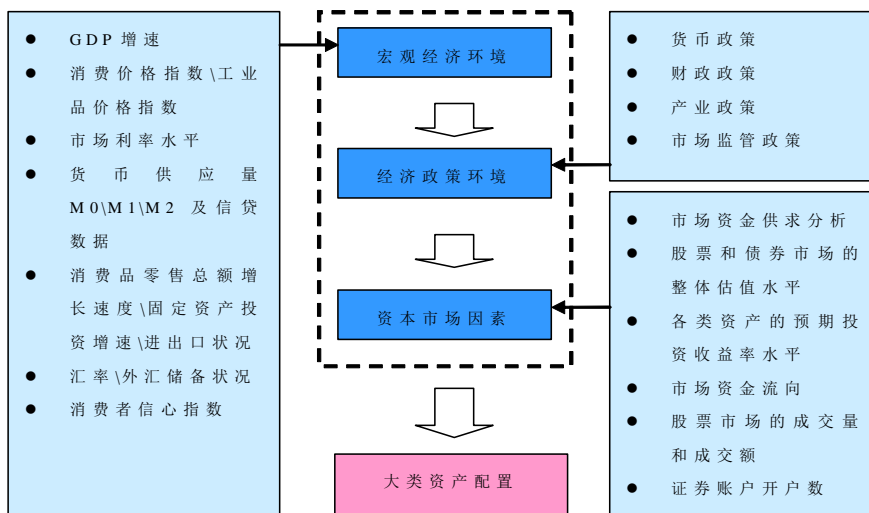 ● GDP 增速
● 消费价格指数\工业
品价格指数
● 市场利率水平
● 货币供应量
M0\M1\M2 及信贷
数据
● 消费品零售总额增
长速度\固定资产投
资增速\进出口状况
● 汇率\外汇储备状况
● 消费者信心指数
宏观经济环境
经济政策环境
资本市场因素
大类资产配置
● 货币政策
● 财政政策
● 产业政策
● 市场监管政策
● 市场资金供求分析
● 股票和债券市场的
整体估值水平
● 各类资产的预期投
资收益率水平
● 市场资金流向
● 股票市场的成交量
和成交额
● 证券账户开户数